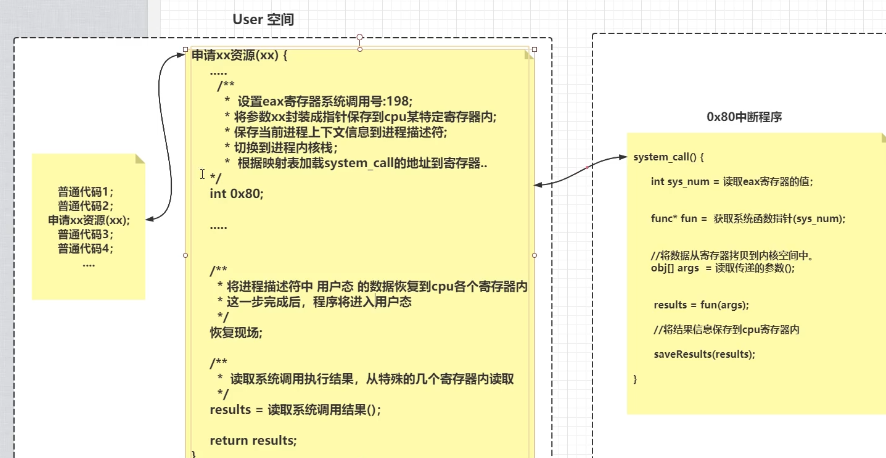 User 空间
申请xx资源(xx) {
.....
/**
* 设置eax寄存器系统调用号:198;
* 将参数xx封装成指针保存到cpu某特定寄存器内;
* 保存当前进程上下文信息到进程描述符;
* 切换到进程内核栈;
* 根据映射表加载system_call的地址到寄存器..
*/
int 0x80;
.....
/**
* 将进程描述符中 用户态 的数据恢复到cpu各个寄存器内
* 这一步完成后，程序将进入用户态
*/
恢复现场;
/**
* 读取系统调用执行结果，从特殊的几个寄存器内读取
*/
results = 读取系统调用结果();
return results;
}
普通代码1;
普通代码2;
申请xx资源(xx);
普通代码3;
普通代码4;
....
0x80中断程序
system_call() {
int sys_num = 读取eax寄存器的值;
func* fun = 获取系统函数指针(sys_num);
//将数据从寄存器拷贝到内核空间中。
obj[] args = 读取传递的参数();
results = fun(args);
//将结果信息保存到cpu寄存器内
saveResults(results);
}